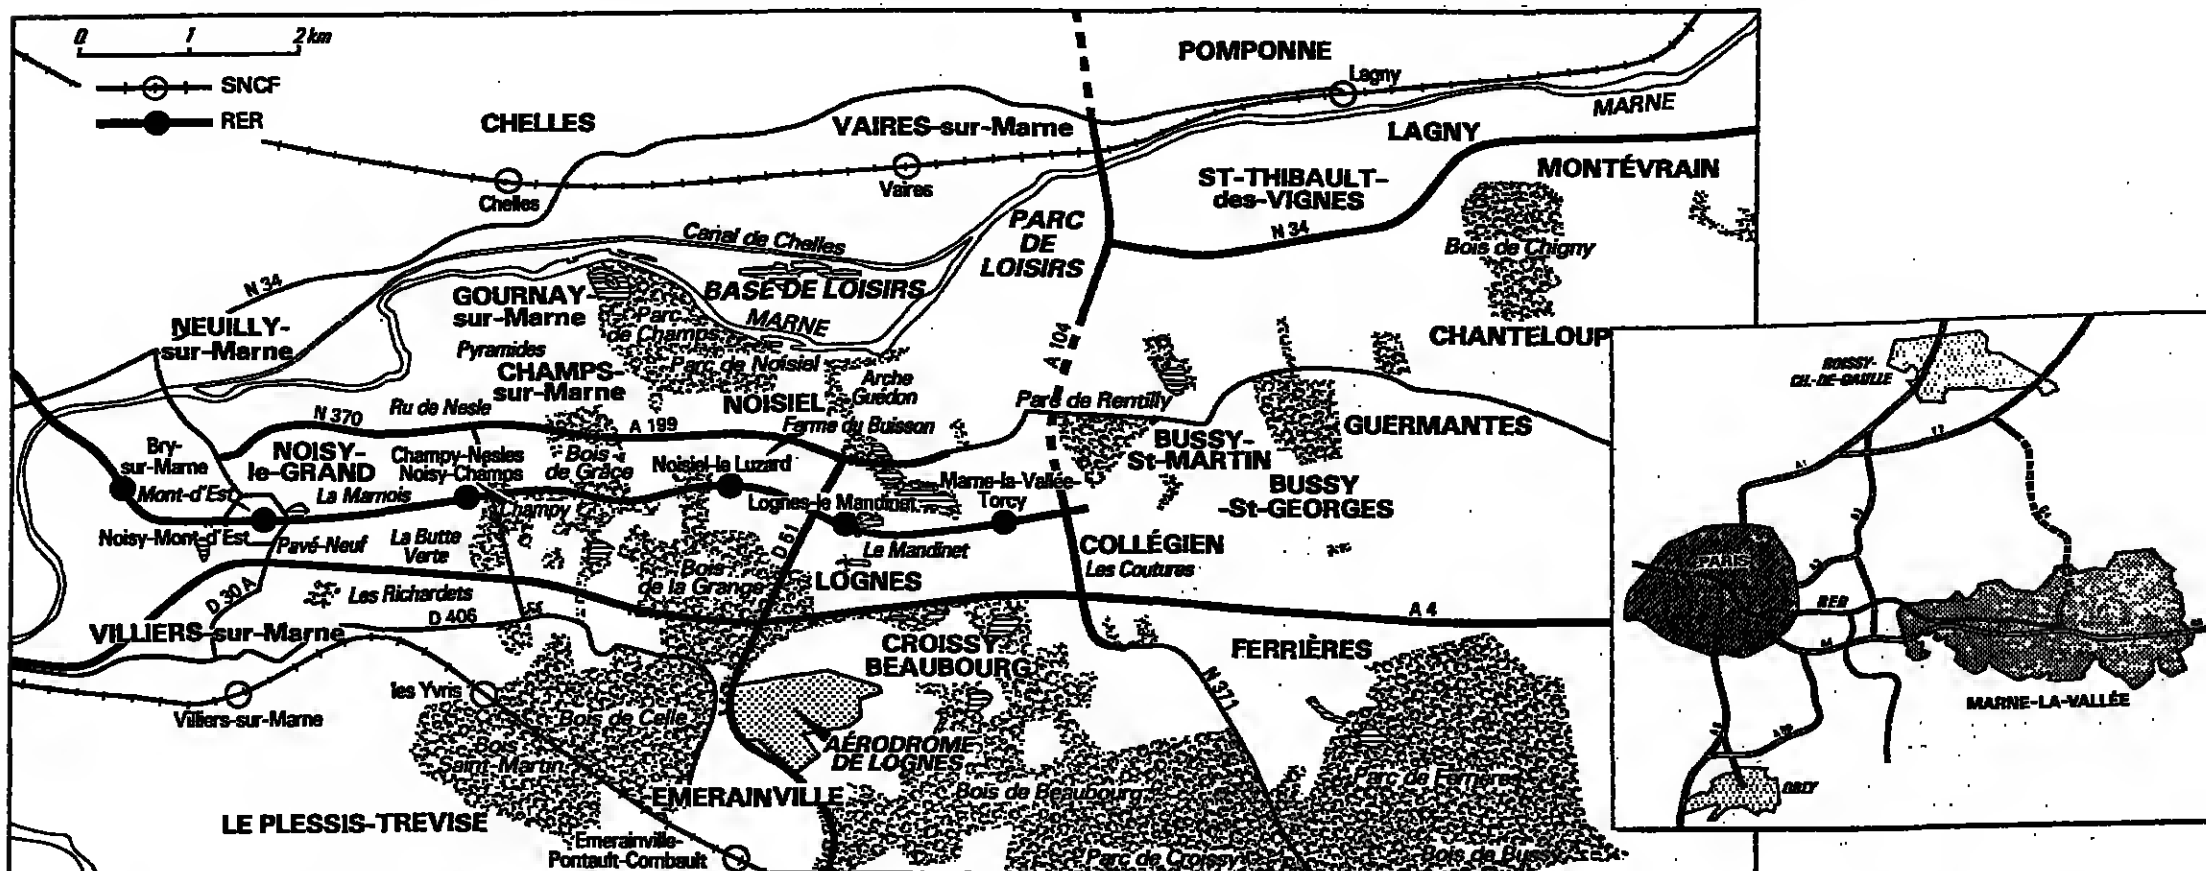 0 1 2 km
SNCF
RER
POMPONNE
Lagny
MARNE
CHELLES
VAIRES-sur-Marne
LAGNY
MONTÉVRAIN
Chelles
Vaires
ST-THIBAULT-
des-VIGNES
PARC
DE
LOISIRS
N 34
Bois de Chigny
Canal de Chelles
BASE DE LOISIRS
N 34
GOURNAY-
sur-Marne
Parc
de Champs
MARNE
NEUILLY-
sur-Marne
Pyramides
CHAMPS-
sur-Marne
Parc de Noisiel
A 104
CHANTELOUP
Arche
Guédon
NOISIEL
Ferme du Buisson
Parc de Rentilly
GUERMANTES
N 370
Ru de Nesle
A 199
BUSSY-
St-MARTIN
Bry-
sur-Marne
NOISY-
le-GRAND
Champy-Nesles
Noisy-Champs
Bois
de Grâce
Noisiel-le Luzard
Marne-la-Vallée-
Torcy
BUSSY
-St-GEORGES
Mont-d'Est
La Marnois
Champy
Lognes-le Mandinet
Noisy-Mont-d'Est
Pavé-Neuf
La Butte
Verte
D 51
Le Mandinet
COLLÉGIEN
Les Coutures
Bois
de la Grange
LOGNES
D 30A
Les Richardets
A 4
VILLIERS-sur-Marne
D 406
CROISSY-
BEAUBOURG
FERRIÈRES
Villiers-sur-Marne
les Yvris
Bois de Celle
N 371
Bois
Saint-Martin
AÉRODROME
DE LOGNES
EMERAINVILLE
Bois de Beaubourg
Parc de Ferrières
LE PLESSIS-TREVISE
Emerainville-
Pontault-Combault
Parc de Croissy
Bois de Bussy
ROISSY-
CH.-DE-GAULLE
A1
PARIS
RER
MARNE-LA-VALLÉE
ORLY